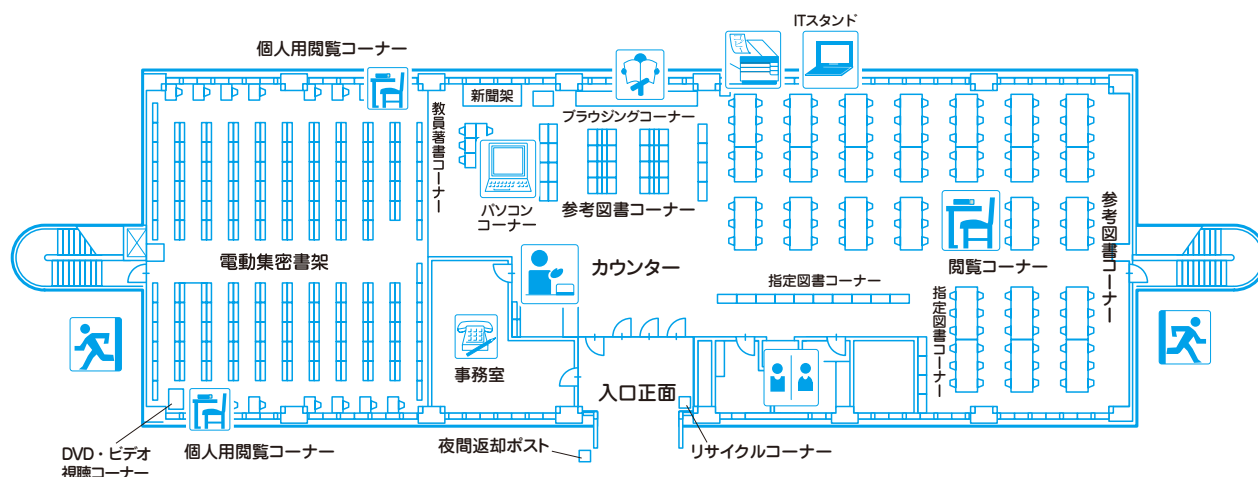 ITスタンド
個人用閲覧コーナー
新聞架
ブラウジングコーナー
教員著書コーナー
パソコン
コーナー
参考図書コーナー
参考図書コーナー
電動集密書架
カウンター
閲覧コーナー
指定図書コーナー
指定図書コーナー
事務室
入口正面
DVD・ビデオ
視聴コーナー
個人用閲覧コーナー
夜間返却ポスト
リサイクルコーナー